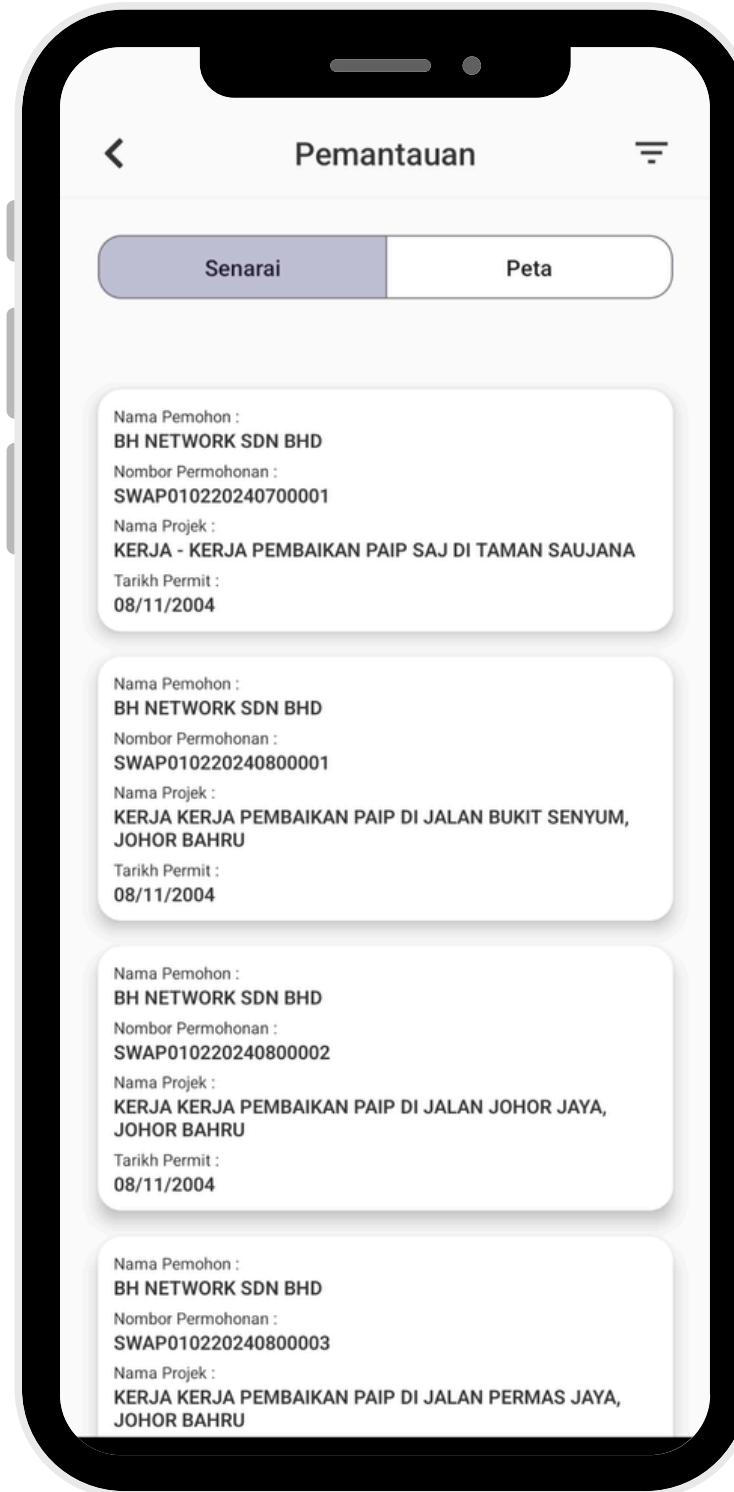 Pemantauan
Senarai
Peta
Nama Pemohon :
BH NETWORK SDN BHD
Nombor Permohonan :
SWAP010220240700001
Nama Projek :
KERJA - KERJA PEMBAIKAN PAIP SAJ DI TAMAN SAUJANA
Tarikh Permit :
08/11/2004
Nama Pemohon :
BH NETWORK SDN BHD
Nombor Permohonan :
SWAP010220240800001
Nama Projek :
KERJA KERJA PEMBAIKAN PAIP DI JALAN BUKIT SENYUM,
JOHOR BAHRU
Tarikh Permit :
08/11/2004
Nama Pemohon :
BH NETWORK SDN BHD
Nombor Permohonan :
SWAP010220240800002
Nama Projek :
KERJA KERJA PEMBAIKAN PAIP DI JALAN JOHOR JAYA,
JOHOR BAHRU
Tarikh Permit :
08/11/2004
Nama Pemohon :
BH NETWORK SDN BHD
Nombor Permohonan :
SWAP010220240800003
Nama Projek :
KERJA KERJA PEMBAIKAN PAIP DI JALAN PERMAS JAYA,
JOHOR BAHRU